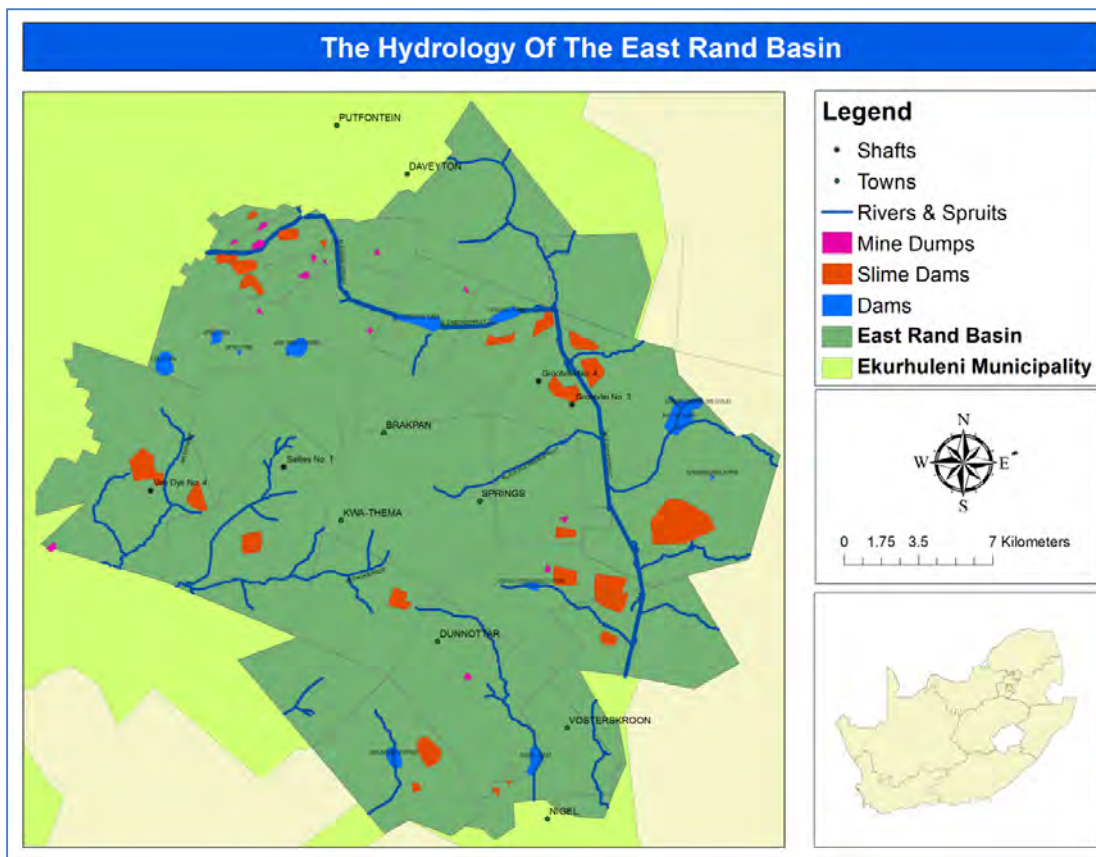 The Hydrology Of The East Rand Basin
PUTFONTEIN
DAVEYTON
Grootvlei No. 4
Grootvlei No. 3
BRAKPAN
Sallies No. 1
Van Dyk No. 4
SPRINGS
KWA-THEMA
DUNNOTTAR
VOSTERSKROON
NIGEL
Legend
Shafts
Towns
Rivers & Spruits
Mine Dumps
Slime Dams
Dams
East Rand Basin
Ekurhuleni Municipality
N
W
E
S
0 1.75 3.5 7 Kilometers